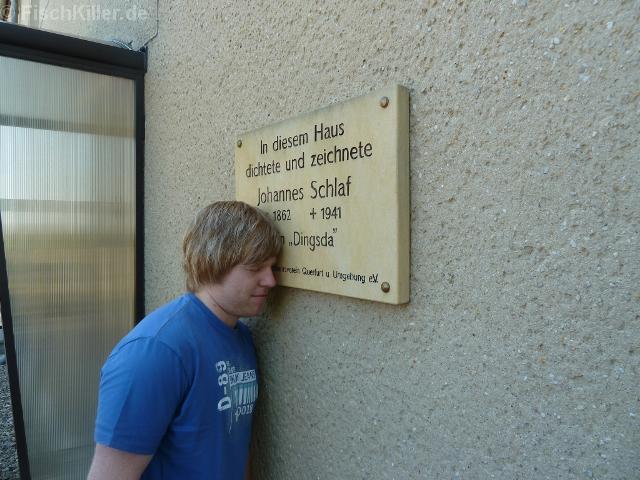 © FischKiller.de
In diesem Haus
dichtete und zeichnete
Johannes Schlaf
1862 + 1941
„Dingsda"
Querfurt u. Umgebung e.V.
D-89